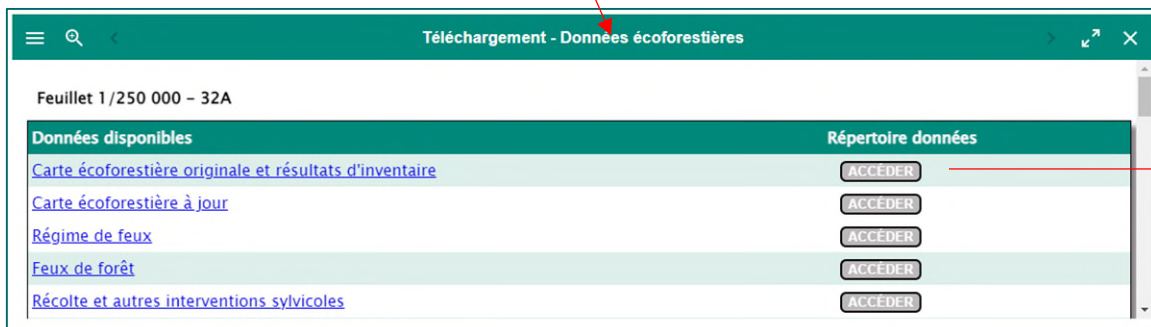 Téléchargement - Données écoforestières
Feuillet 1/250 000 – 32A
Données disponibles Répertoire données
Carte écoforestière originale et résultats d'inventaire ACCÉDER
Carte écoforestière à jour ACCÉDER
Régime de feux ACCÉDER
Feux de forêt ACCÉDER
Récolte et autres interventions sylvicoles ACCÉDER